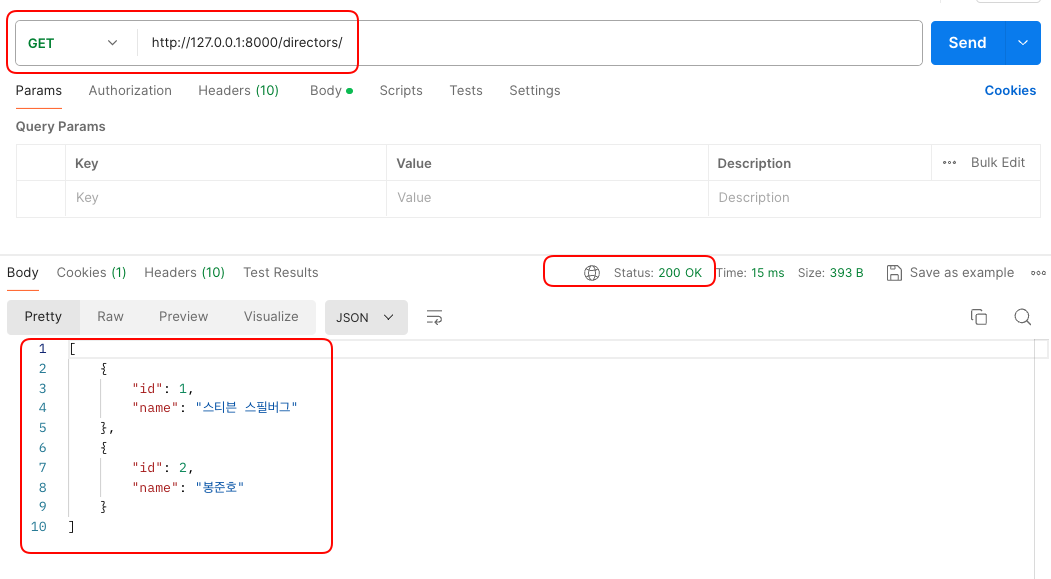 GET http://127.0.0.1:8000/directors/ Send
Params Authorization Headers (10) Body Scripts Tests Settings Cookies
Query Params
Key Value Description Bulk Edit
Key Value Description
Body Cookies (1) Headers (10) Test Results Status: 200 OK Time: 15 ms Size: 393 B Save as example
Pretty Raw Preview Visualize JSON
1 [
2 {
3 "id": 1,
4 "name": "스티븐 스필버그"
5 },
6 {
7 "id": 2,
8 "name": "봉준호"
9 }
10 ]